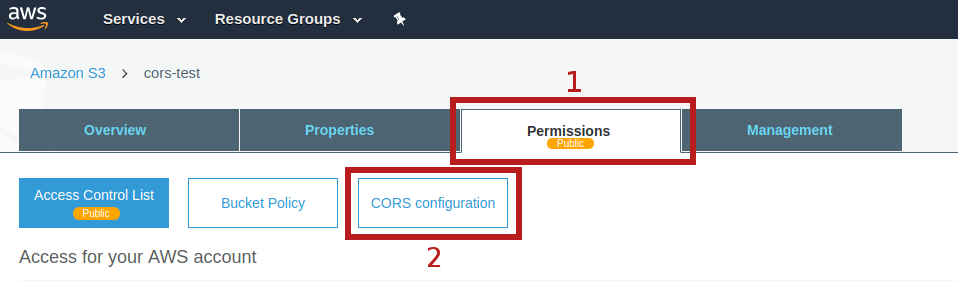 aws Services Resource Groups
Amazon S3 > cors-test
1
Overview Properties Permissions Management
Public
Access Control List Bucket Policy CORS configuration
Public
2
Access for your AWS account